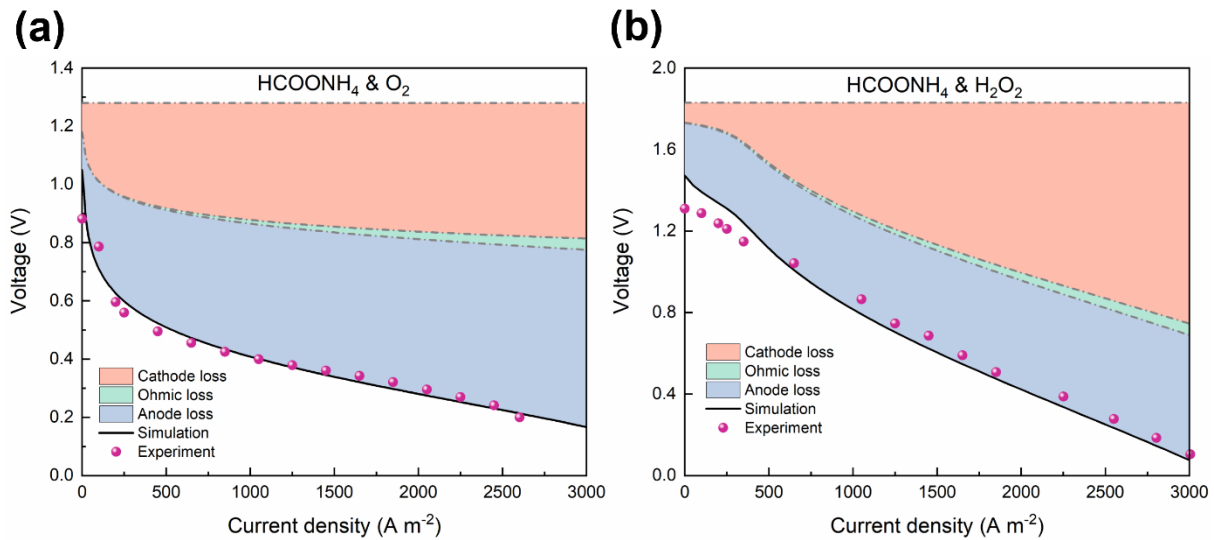 (a)
HCOONH₄ & O₂
Voltage (V)
1.4
1.2
1.0
0.8
0.6
0.4
0.2
0.0
Cathode loss
Ohmic loss
Anode loss
Simulation
Experiment
0 500 1000 1500 2000 2500 3000
Current density (A m⁻²)
(b)
HCOONH₄ & H₂O₂
Voltage (V)
2.0
1.6
1.2
0.8
0.4
0.0
Cathode loss
Ohmic loss
Anode loss
Simulation
Experiment
0 500 1000 1500 2000 2500 3000
Current density (A m⁻²)